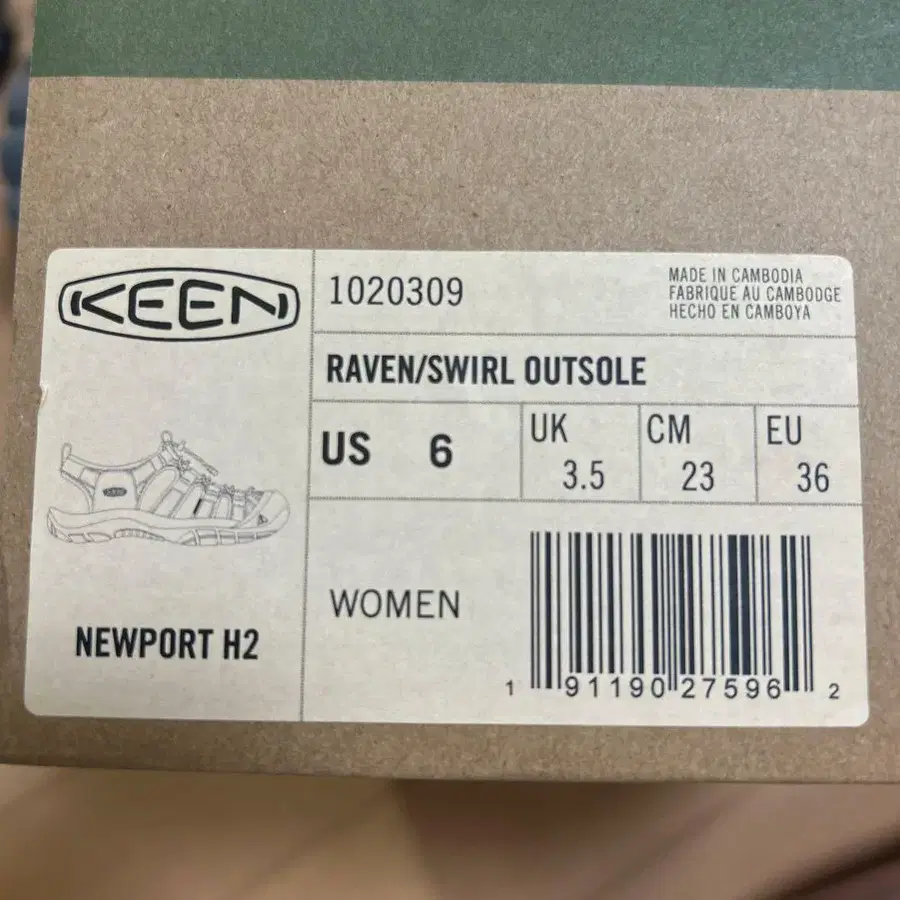 KEEN
1020309
MADE IN CAMBODIA
FABRIQUE AU CAMBODGE
HECHO EN CAMBOYA
RAVEN/SWIRL OUTSOLE
US 6
UK 3.5
CM 23
EU 36
KEEN
NEWPORT H2
WOMEN
1 91190 27596 2